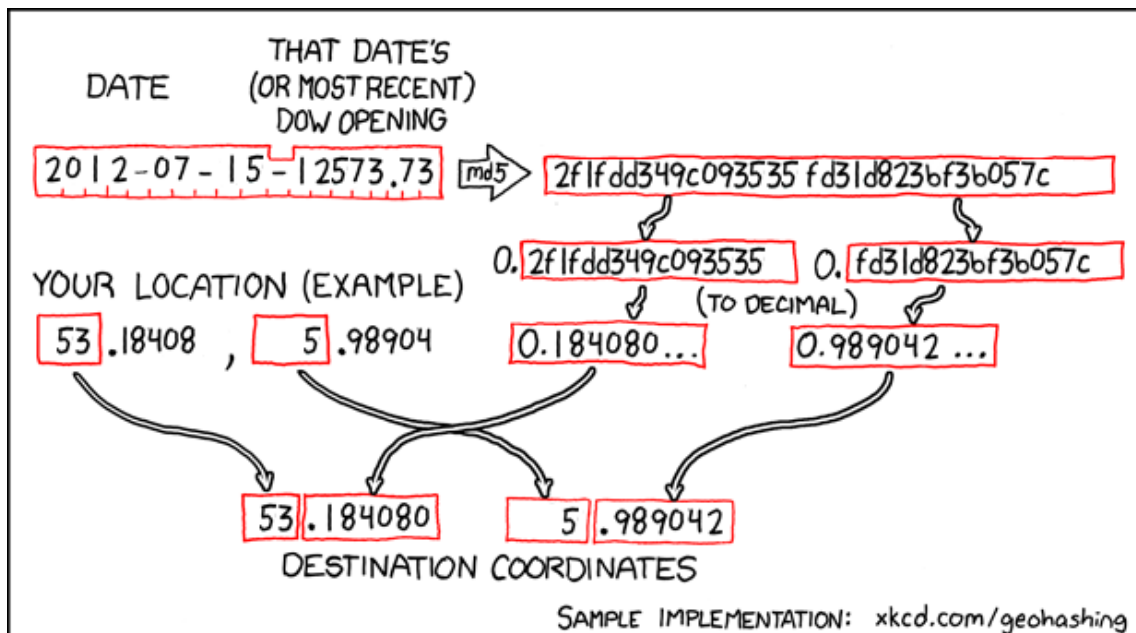 DATE
THAT DATE'S
(OR MOST RECENT)
DOW OPENING
2012-07-15-12573.73
md5
2f1fdd349c093535fd31d823bf3b057c
0.2f1fdd349c093535
0.fd31d823bf3b057c
YOUR LOCATION (EXAMPLE)
(TO DECIMAL)
53.18408, 5.98904
0.184080...
0.989042...
53.184080
5.989042
DESTINATION COORDINATES
SAMPLE IMPLEMENTATION: xkcd.com/geohashing